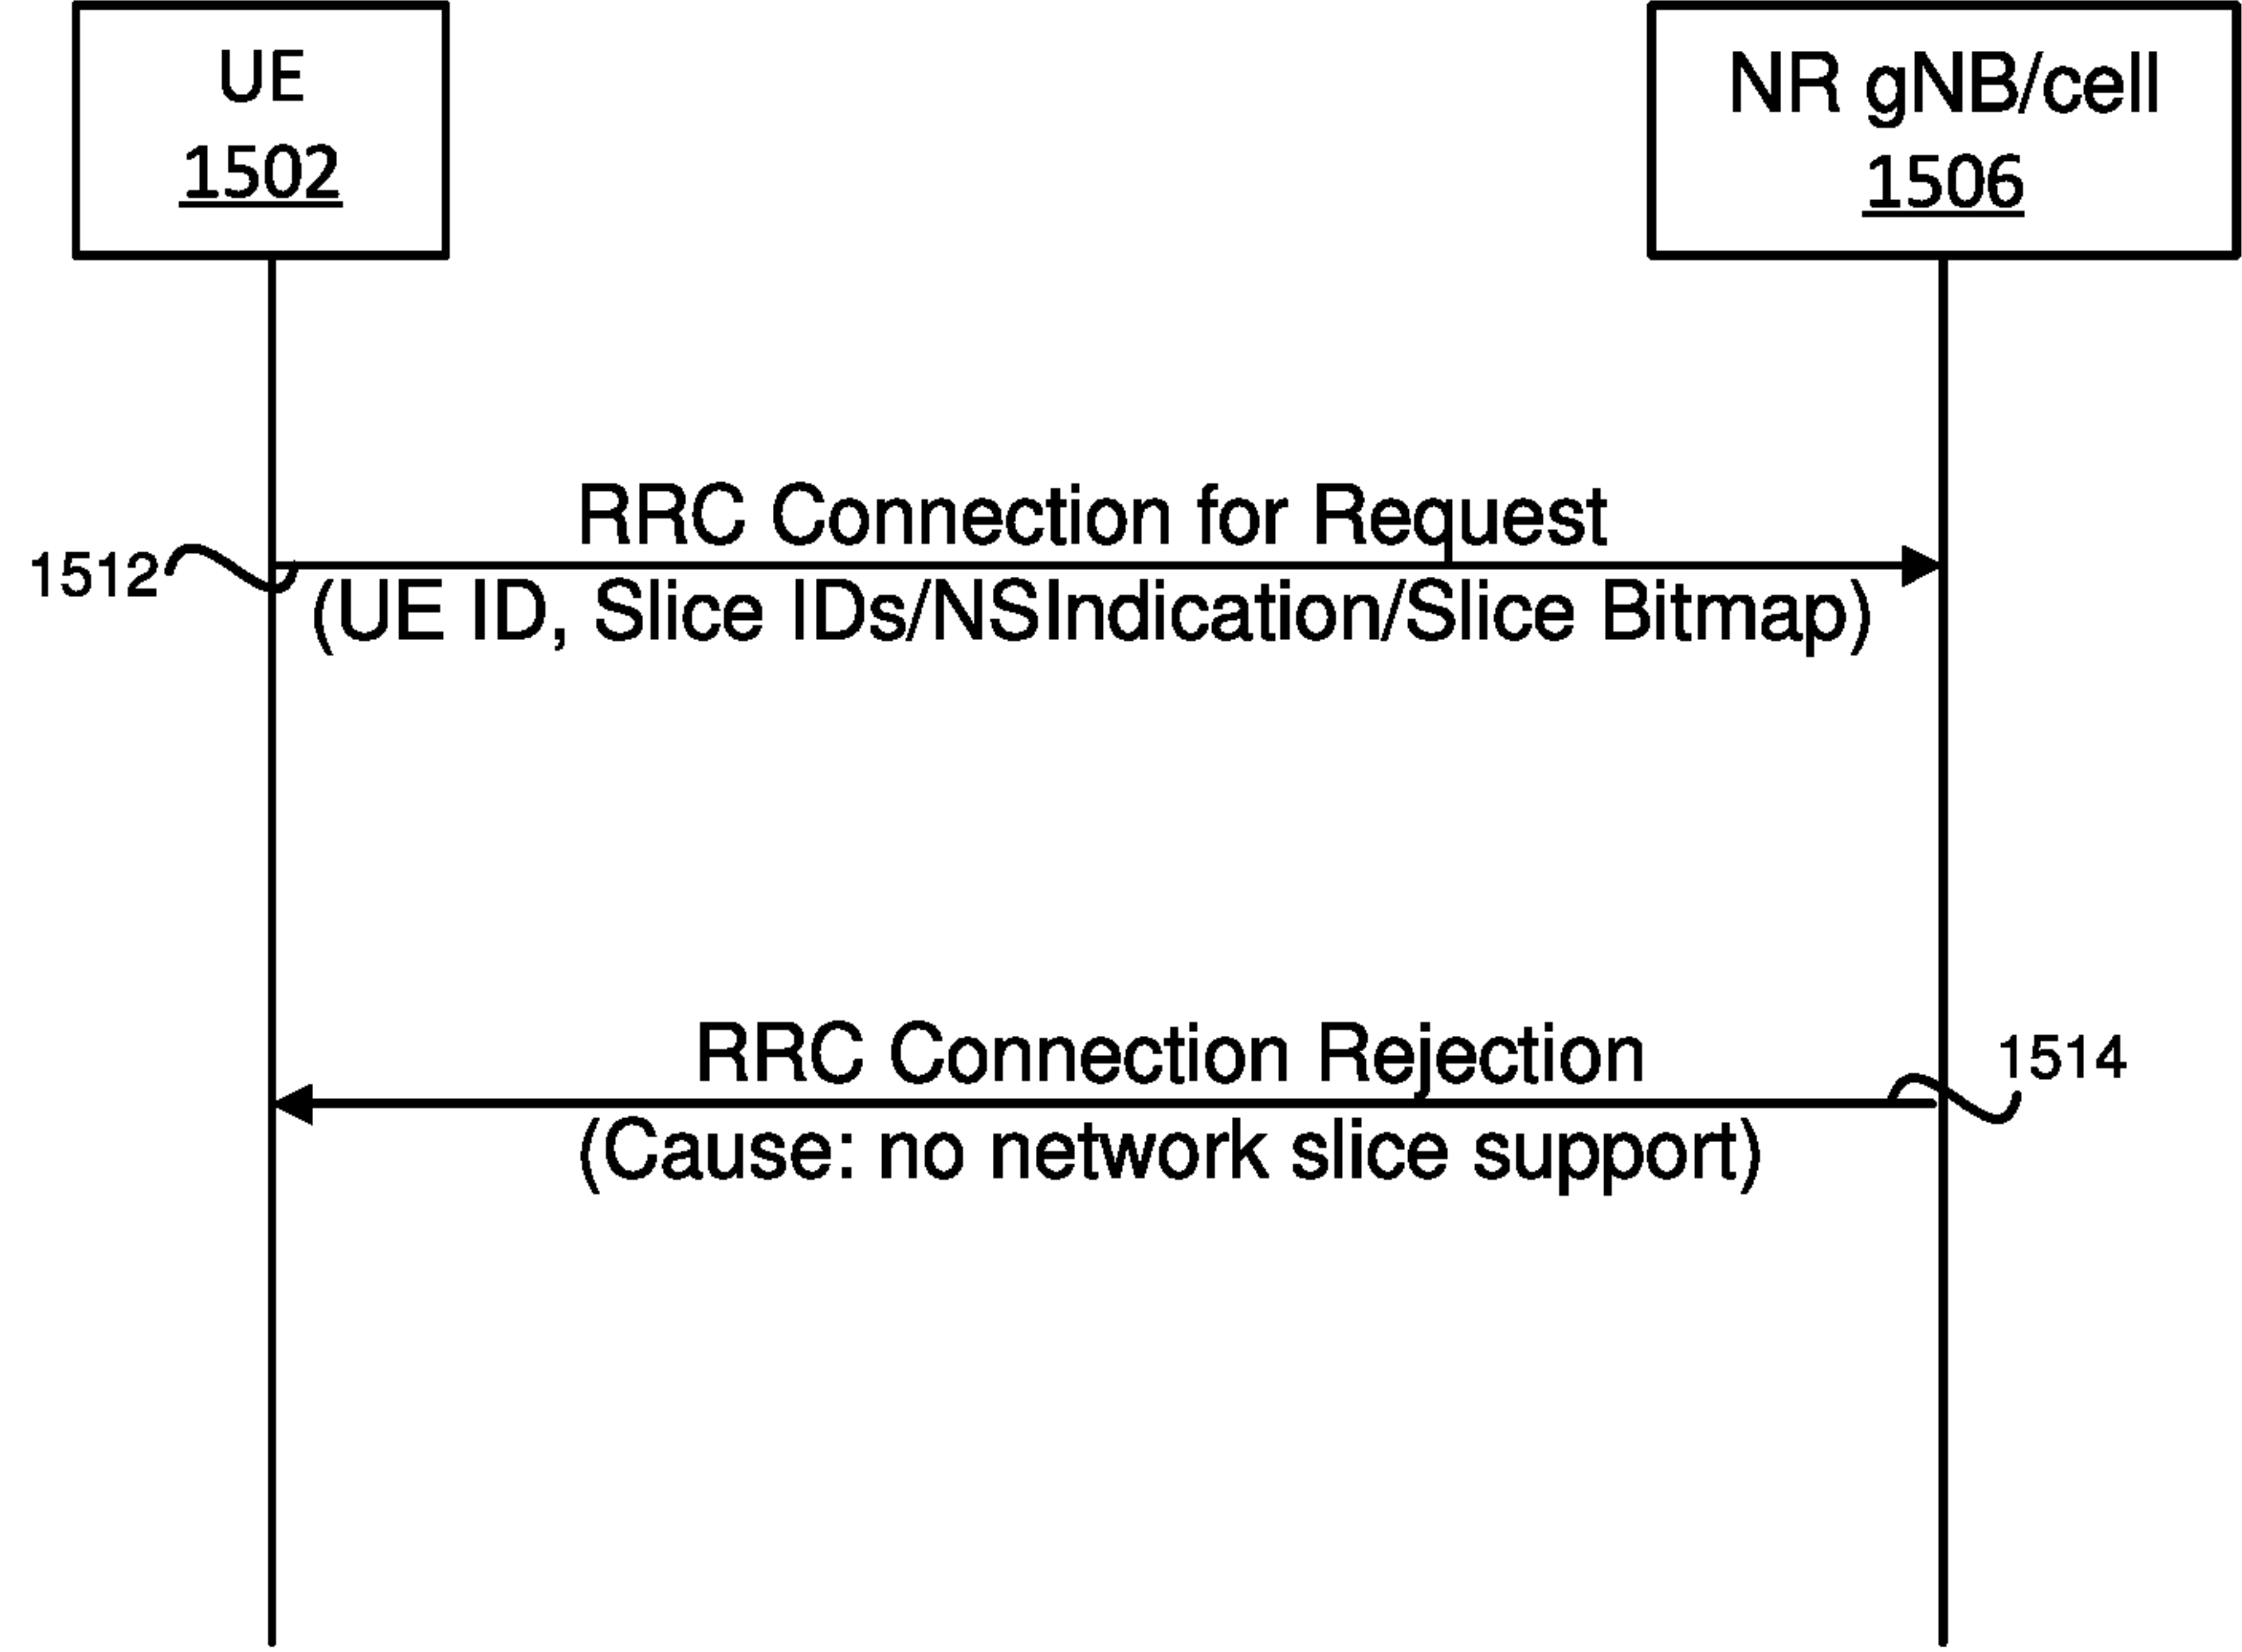 UE
1502
NR gNB/cell
1506
RRC Connection for Request
1512
(UE ID, Slice IDs/NSIndication/Slice Bitmap)
RRC Connection Rejection
1514
(Cause: no network slice support)